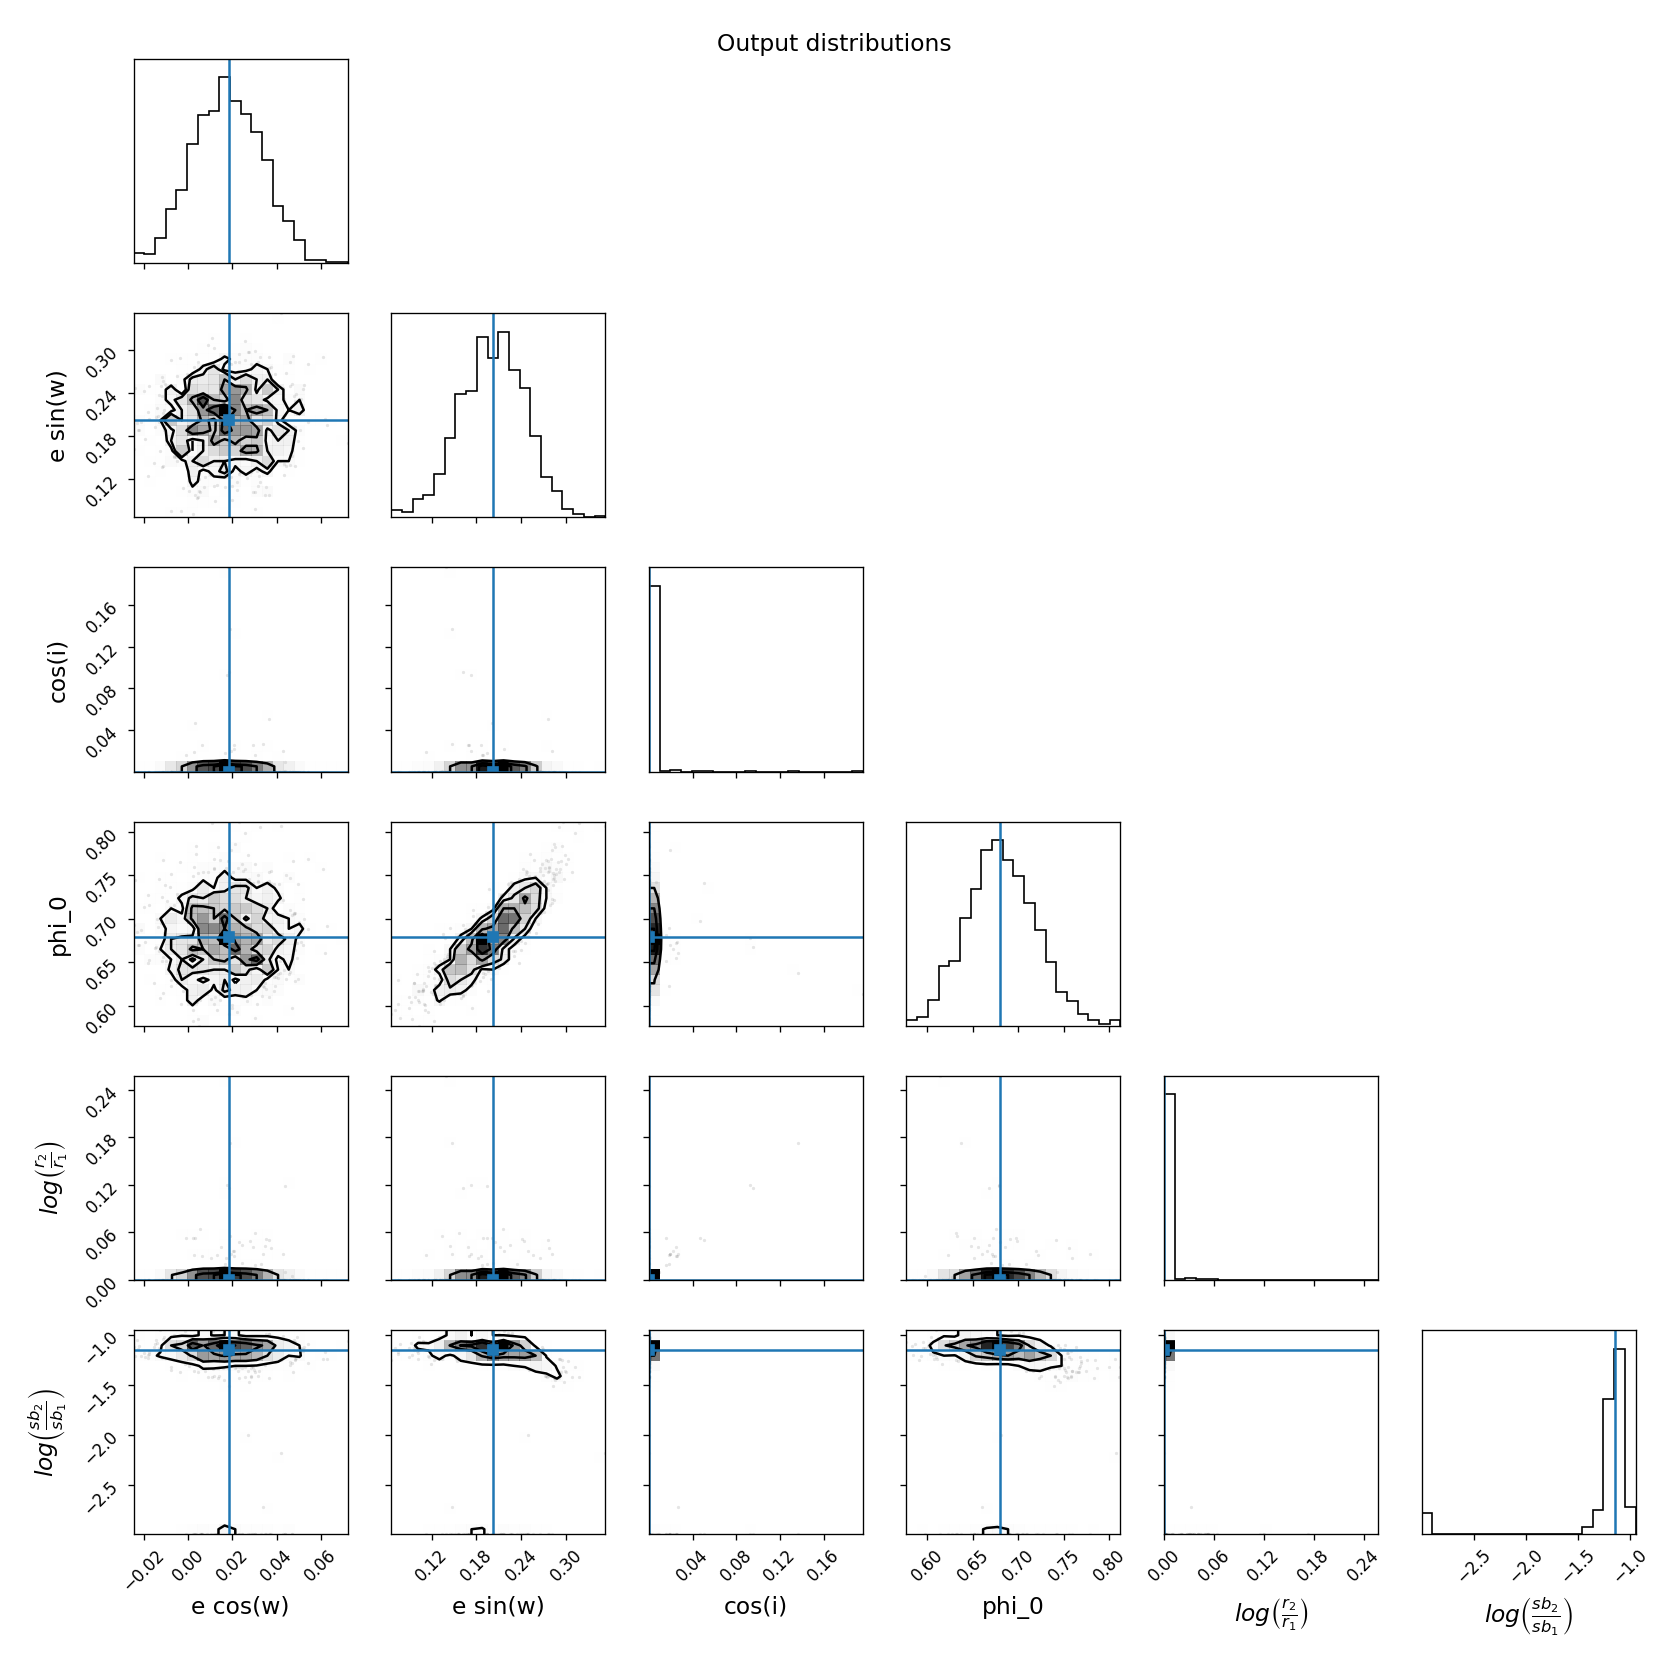 Output distributions
e sin(w)
0.30
0.24
0.18
0.12
cos(i)
0.16
0.12
0.08
0.04
phi_0
0.80
0.75
0.70
0.65
0.60
log(r2/r1)
0.24
0.18
0.12
0.06
0.00
log(sb2/sb1)
−1.0
−1.5
−2.0
−2.5
−0.02 0.00 0.02 0.04 0.06
0.12 0.18 0.24 0.30
0.04 0.08 0.12 0.16
0.60 0.65 0.70 0.75 0.80
0.00 0.06 0.12 0.18 0.24
−2.5 −2.0 −1.5 −1.0
e cos(w)
e sin(w)
cos(i)
phi_0
log(r2/r1)
log(sb2/sb1)